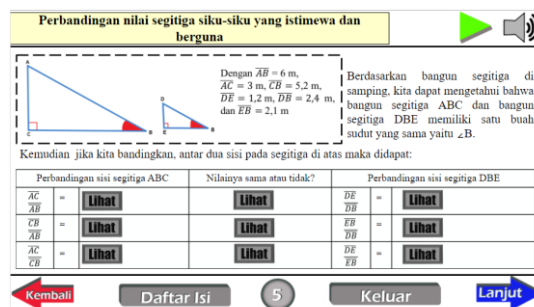 Perbandingan nilai segitiga siku-siku yang istimewa dan
berguna
A
C
B
D
E
B
Dengan AB = 6 m,
AC = 3 m, CB = 5,2 m,
DE = 1,2 m, DB = 2,4 m,
dan EB = 2,1 m
Berdasarkan bangun segitiga di
samping, kita dapat mengetahui bahwa
bangun segitiga ABC dan bangun
segitiga DBE memiliki satu buah
sudut yang sama yaitu ∠B.
Kemudian jika kita bandingkan, antar dua sisi pada segitiga di atas maka didapat:
Perbandingan sisi segitiga ABC Nilainya sama atau tidak? Perbandingan sisi segitiga DBE
AC/AB = Lihat Lihat DE/DB = Lihat
CB/AB = Lihat Lihat EB/DB = Lihat
AC/CB = Lihat Lihat DE/EB = Lihat
Kembali Daftar Isi 5 Keluar Lanjut